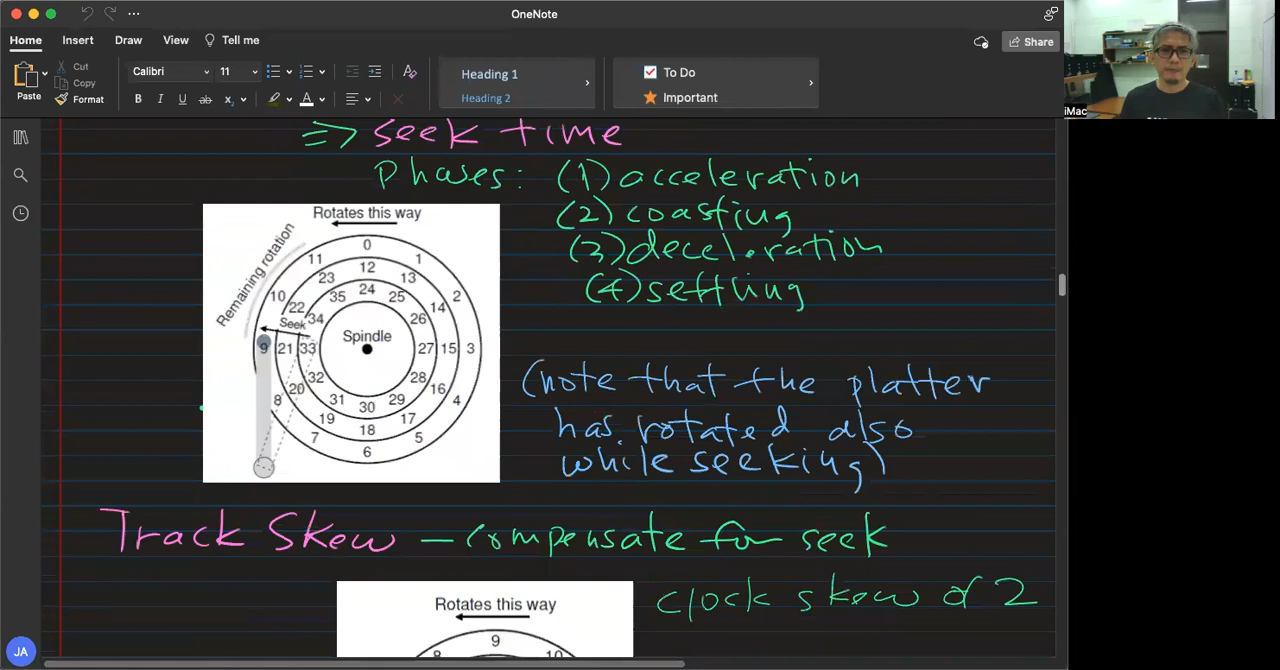 OneNote
Home Insert Draw View Tell me
Share
Paste
Cut
Copy
Format
Calibri 11
B I U ab x A
Heading 1
Heading 2
To Do
Important
iMac
=> seek time
Phases: (1) acceleration
(2) coasting
(3) deceleration
(4) settling
Rotates this way
Remaining rotation
Seek
Spindle
0
11 1
12
23 13
10 24 2
35 25
22 14
34 26
9 21 33 27 15 3
32 28
20 16
8 31 29 4
30
19 17
7 18 5
6
(note that the platter
has rotated also
while seeking)
Track Skew — compensate for seek
clock skew of 2
Rotates this way
9
8 10
JA